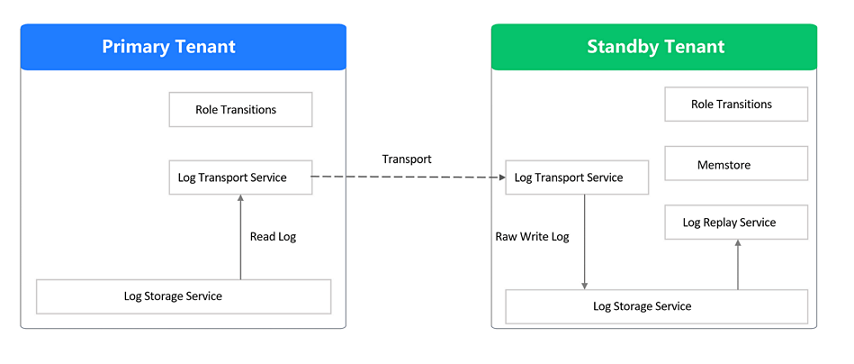 Primary Tenant
Role Transitions
Log Transport Service
Read Log
Log Storage Service
Transport
Standby Tenant
Role Transitions
Memstore
Log Transport Service
Log Replay Service
Raw Write Log
Log Storage Service